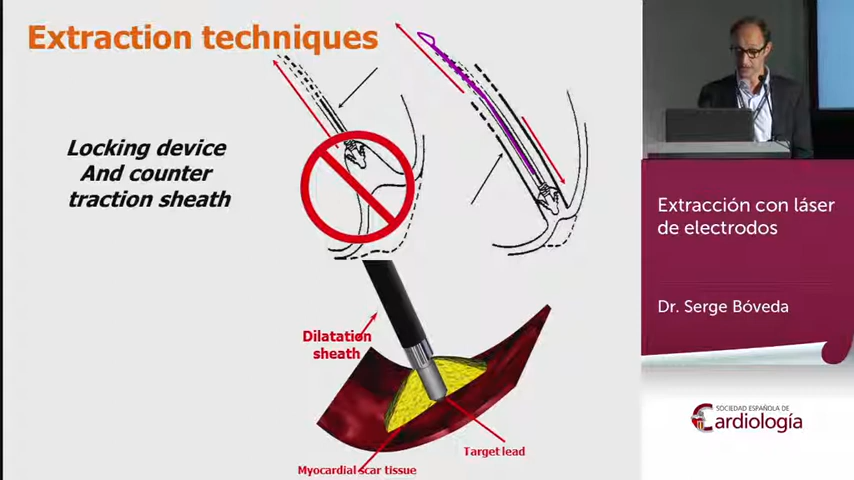 Extraction techniques
Locking device
And counter
traction sheath
Dilatation
sheath
Target lead
Myocardial scar tissue
Extracción con láser
de electrodos
Dr. Serge Bóveda
SOCIEDAD ESPAÑOLA DE
Cardiología